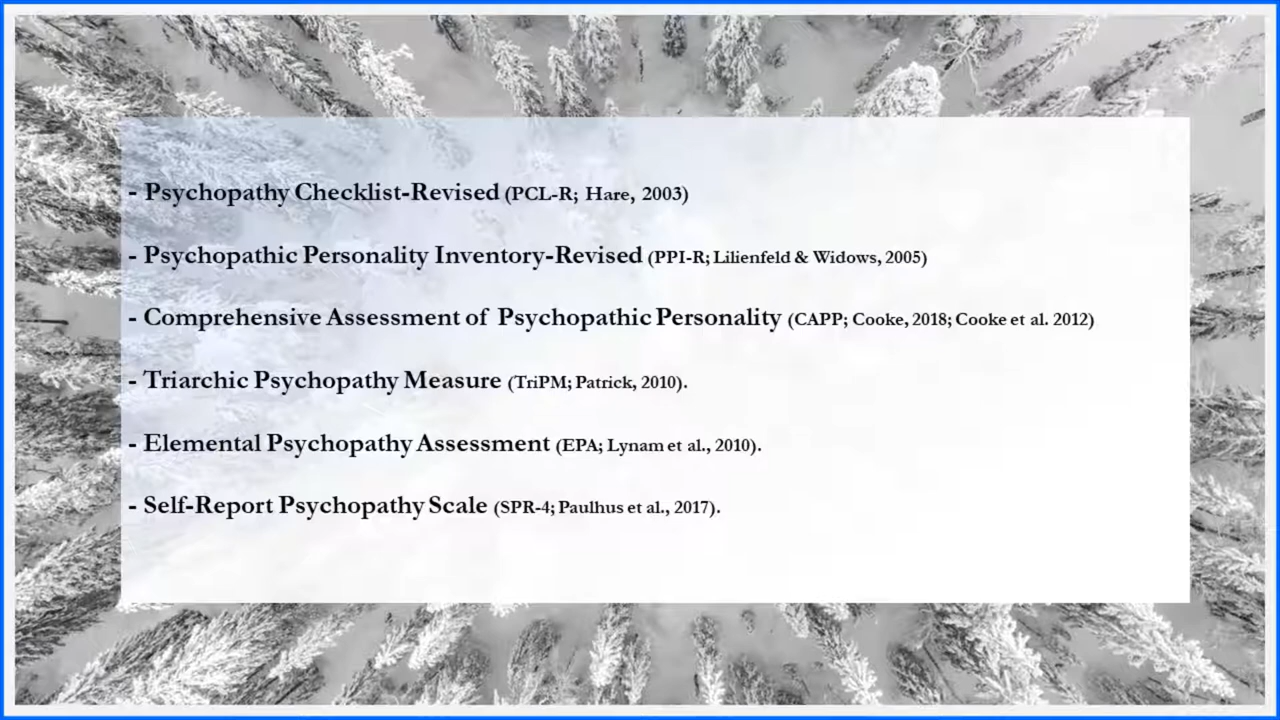 - Psychopathy Checklist-Revised (PCL-R; Hare, 2003)
- Psychopathic Personality Inventory-Revised (PPI-R; Lilienfeld & Widows, 2005)
- Comprehensive Assessment of Psychopathic Personality (CAPP; Cooke, 2018; Cooke et al. 2012)
- Triarchic Psychopathy Measure (TriPM; Patrick, 2010).
- Elemental Psychopathy Assessment (EPA; Lynam et al., 2010).
- Self-Report Psychopathy Scale (SPR-4; Paulhus et al., 2017).